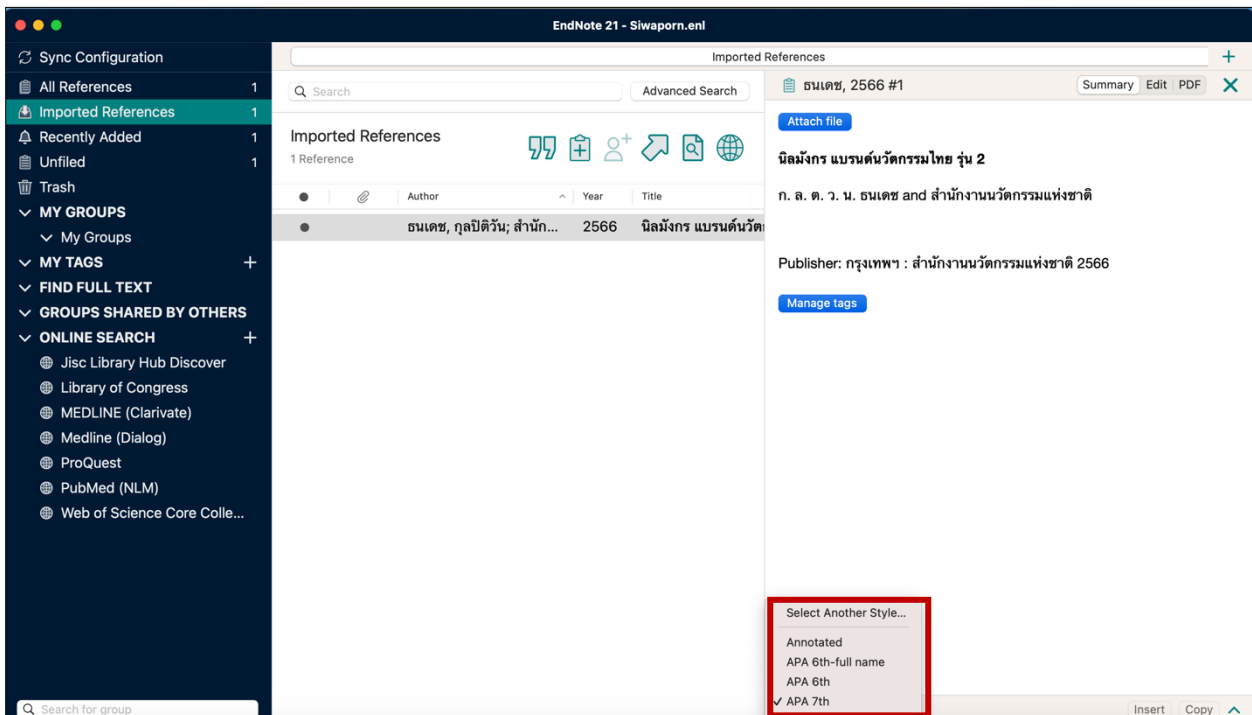 EndNote 21 - Siwaporn.enl
Sync Configuration
All References 1
Imported References 1
Recently Added 1
Unfiled 1
Trash
MY GROUPS
My Groups
MY TAGS +
FIND FULL TEXT
GROUPS SHARED BY OTHERS
ONLINE SEARCH +
Jisc Library Hub Discover
Library of Congress
MEDLINE (Clarivate)
Medline (Dialog)
ProQuest
PubMed (NLM)
Web of Science Core Colle...
Search for group
Imported References +
Search Advanced Search
Imported References
1 Reference
Author Year Title
ธนเดช, กุลปิติวัน; สำนัก... 2566 นิลมังกร แบรนด์นวัต
ธนเดช, 2566 #1 Summary Edit PDF
Attach file
นิลมังกร แบรนด์นวัตกรรมไทย รุ่น 2
ก. ล. ต. ว. น. ธนเดช and สำนักงานนวัตกรรมแห่งชาติ
Publisher: กรุงเทพฯ : สำนักงานนวัตกรรมแห่งชาติ 2566
Manage tags
Select Another Style...
Annotated
APA 6th-full name
APA 6th
✓ APA 7th
Insert Copy